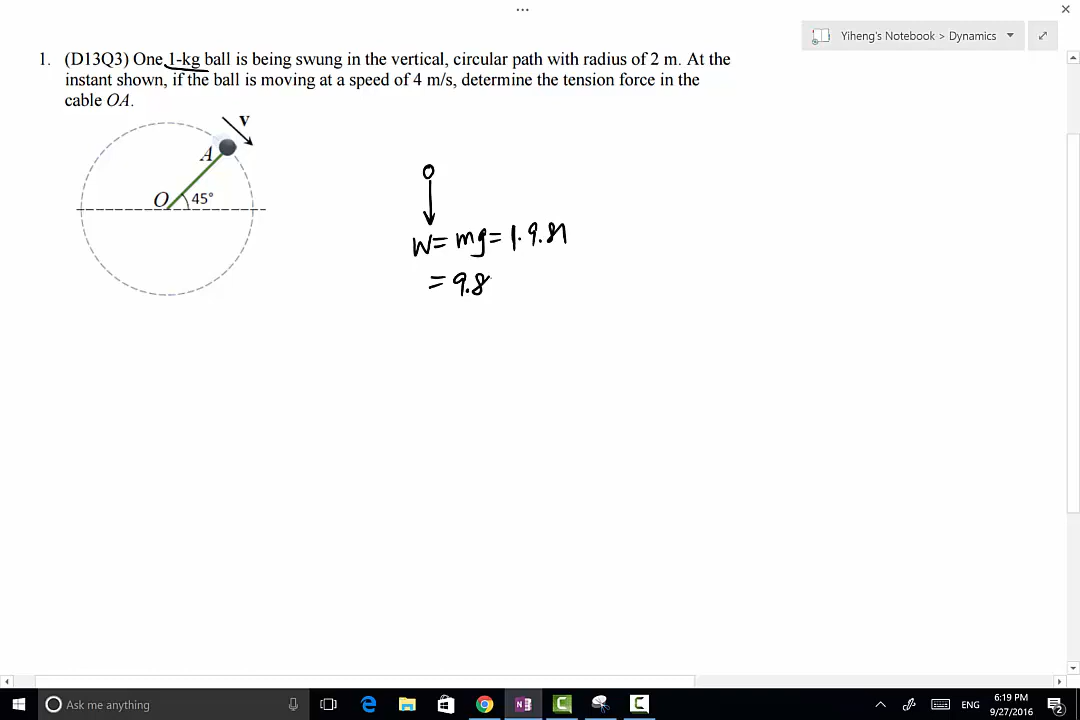 ...
Yiheng's Notebook > Dynamics
1. (D13Q3) One 1-kg ball is being swung in the vertical, circular path with radius of 2 m. At the
instant shown, if the ball is moving at a speed of 4 m/s, determine the tension force in the
cable OA.
v
A
O 45°
W = mg = 1·9.81
= 9.8
Ask me anything
N
ENG
6:19 PM
9/27/2016
2